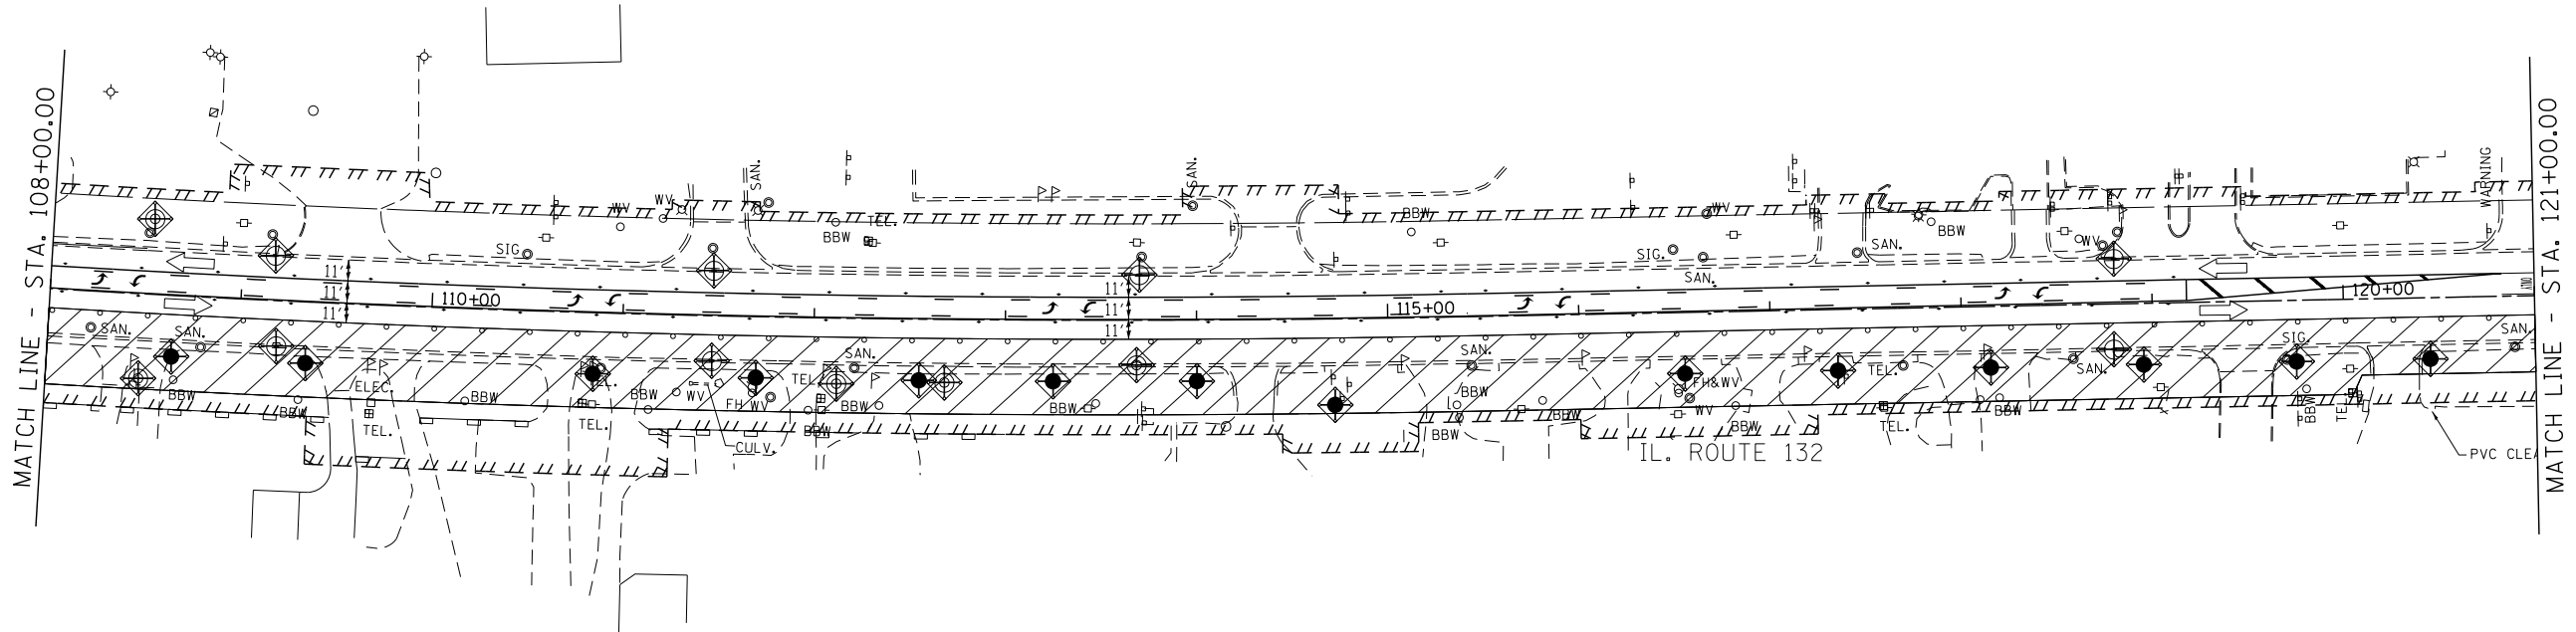 MATCH LINE - STA. 108+00.00
MATCH LINE - STA. 121+00.00
SAN.
SAN.
WARNING
WV
WV
BBW
TEL.
BBW
WV
BBW
SIG.
SIG.
SAN.
SAN.
WV
11'
11'
11'
110+00
11'
11'
11'
115+00
120+00
SAN.
SAN.
SAN.
SAN.
SAN.
SIG.
SAN.
ELEC.
BBW
BBW
TEL.
BBW
TEL.
BBW
WV
FH WV
TEL.
BBW
BBW
CULV.
BBW
BBW
BBW
BBW
FH&WV
WV
BBW
TEL.
TEL.
BBW
BBW
IL. ROUTE 132